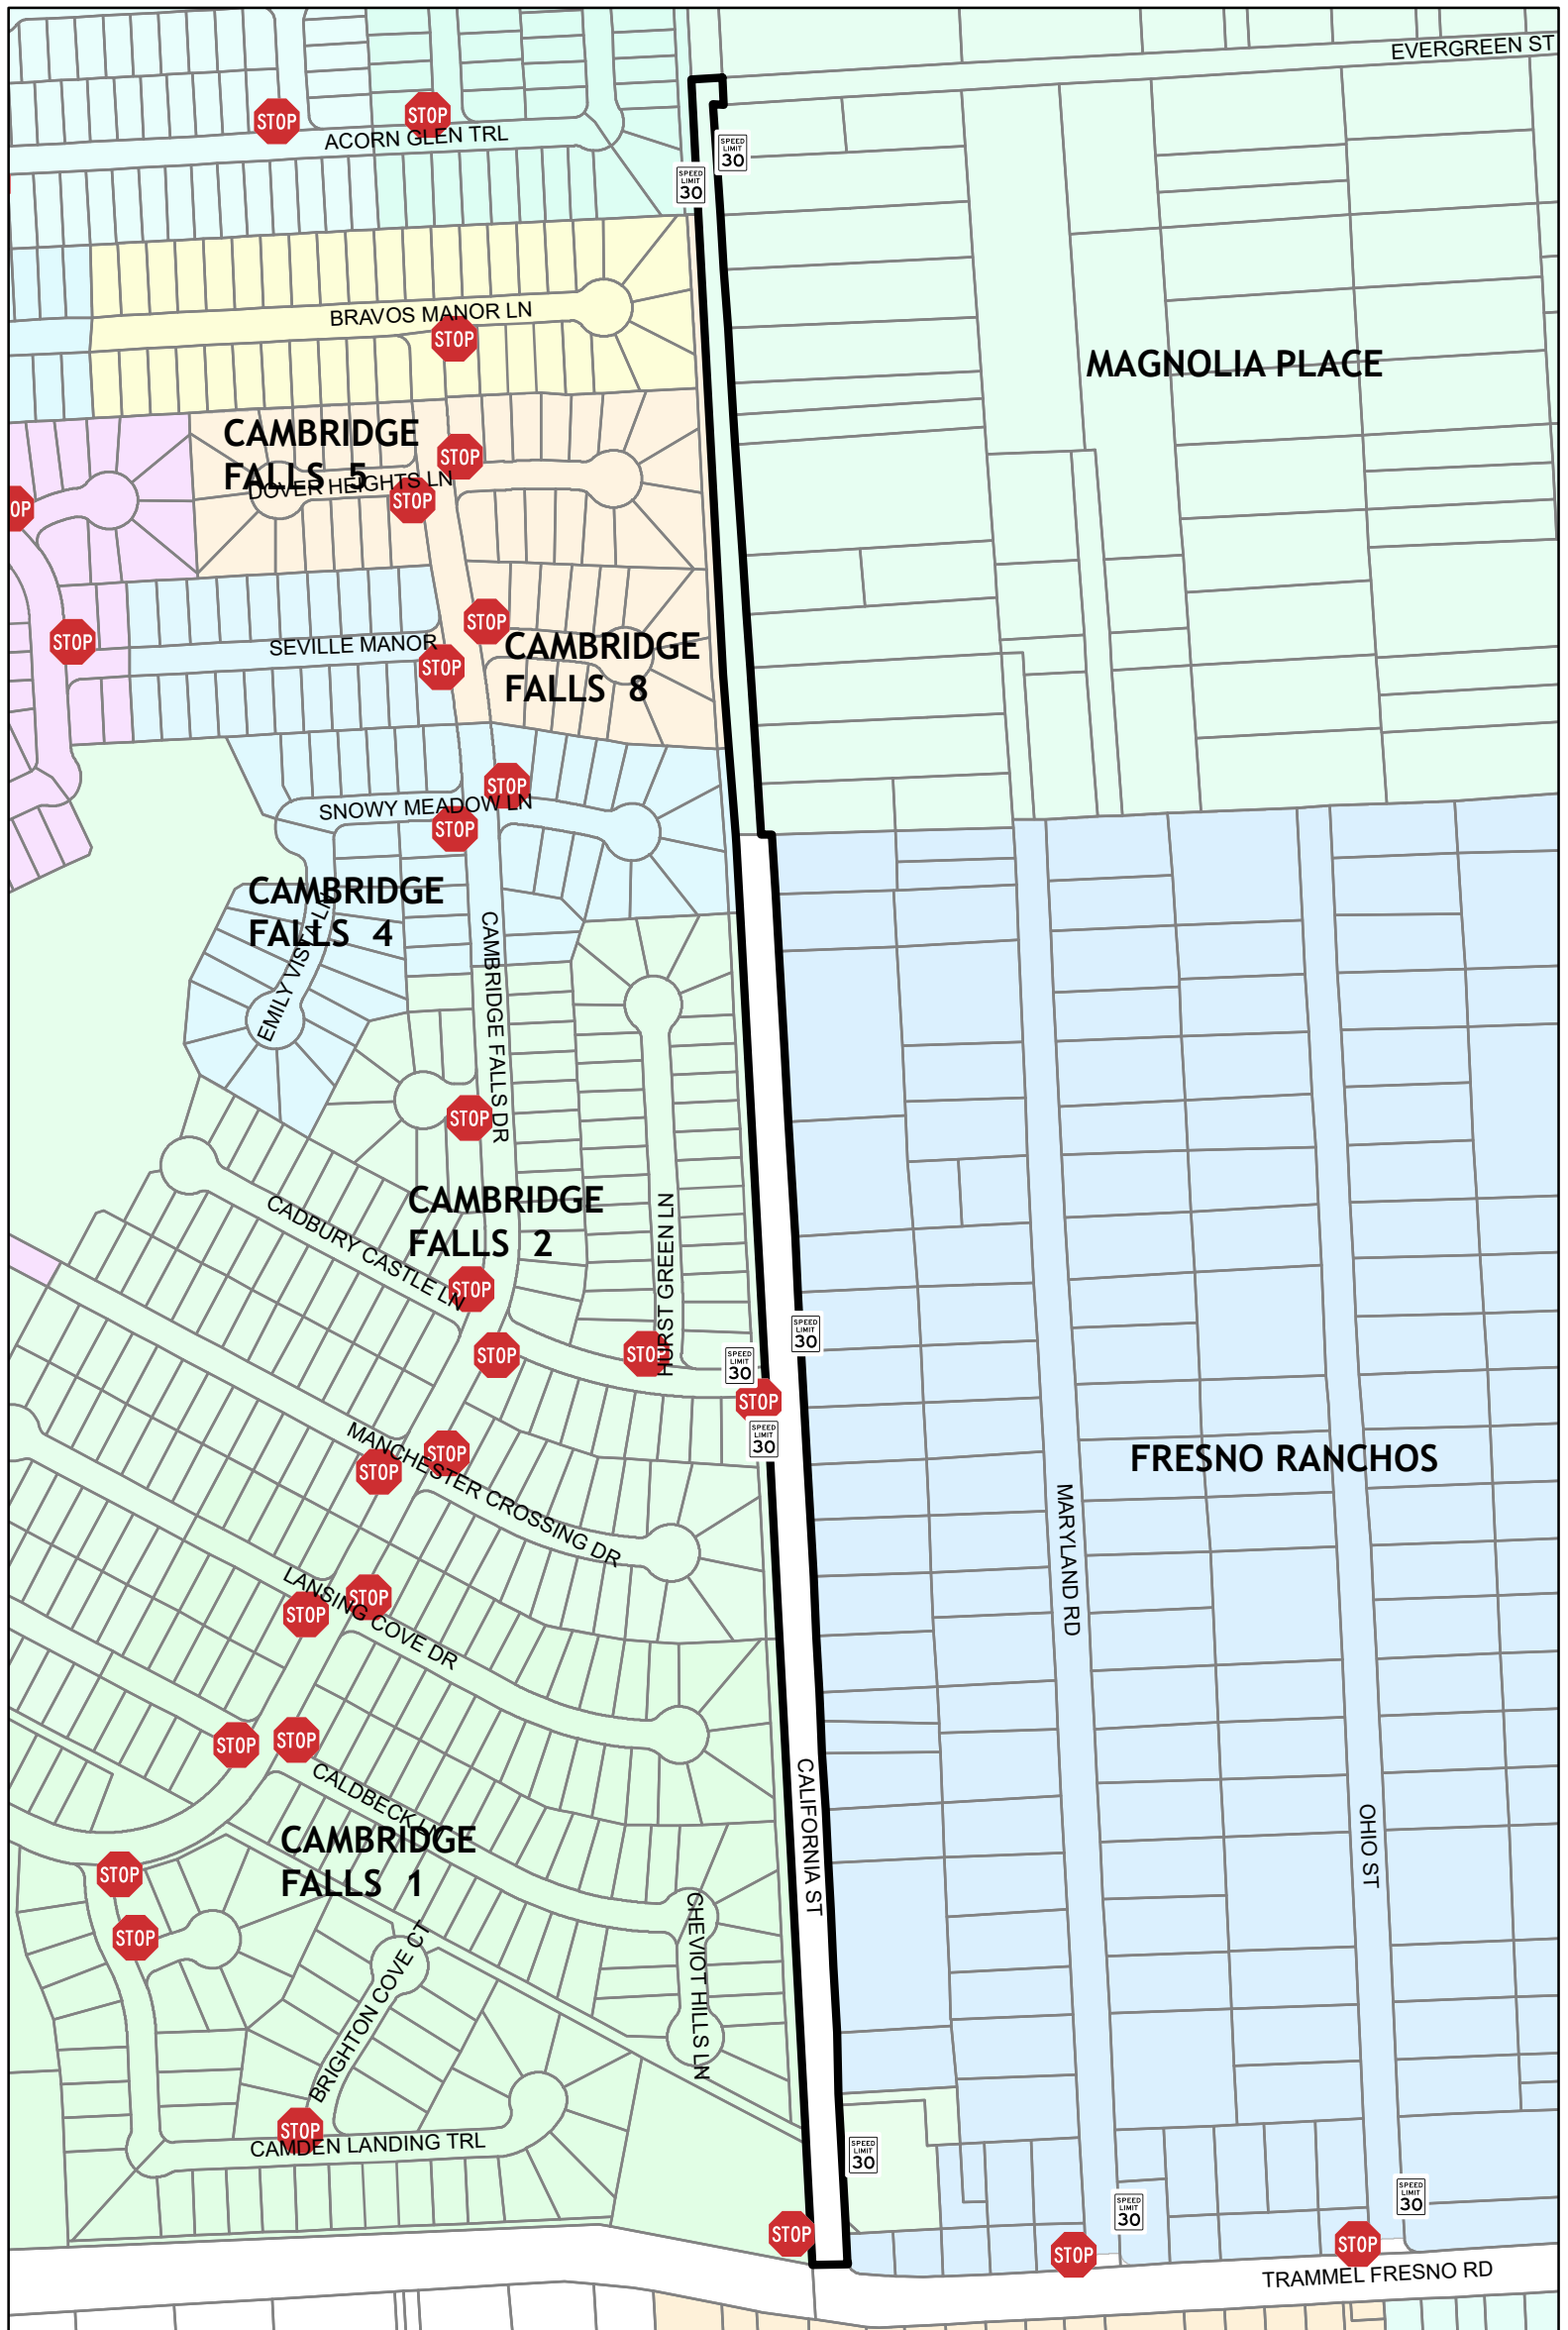 EVERGREEN ST
STOP
STOP
ACORN GLEN TRL
SPEED
LIMIT
30
SPEED
LIMIT
30
BRAVOS MANOR LN
STOP
MAGNOLIA PLACE
CAMBRIDGE
FALLS 5
STOP
DOVER HEIGHTS LN
STOP
OP
STOP
STOP
SEVILLE MANOR
STOP
CAMBRIDGE
FALLS 8
STOP
SNOWY MEADOW LN
STOP
CAMBRIDGE
FALLS 4
EMILY VISTA LN
CAMBRIDGE FALLS DR
STOP
CAMBRIDGE
FALLS 2
CADBURY CASTLE LN
STOP
HURST GREEN LN
STOP
STOP
SPEED
LIMIT
30
SPEED
LIMIT
30
STOP
SPEED
LIMIT
30
MANCHESTER CROSSING DR
STOP
STOP
FRESNO RANCHOS
MARYLAND RD
LANSING COVE DR
STOP
STOP
STOP
STOP
CALDBECK LN
CALIFORNIA ST
OHIO ST
CAMBRIDGE
FALLS 1
STOP
STOP
CHEVIOT HILLS LN
BRIGHTON COVE CT
STOP
CAMDEN LANDING TRL
SPEED
LIMIT
30
SPEED
LIMIT
30
SPEED
LIMIT
30
STOP
STOP
STOP
TRAMMEL FRESNO RD